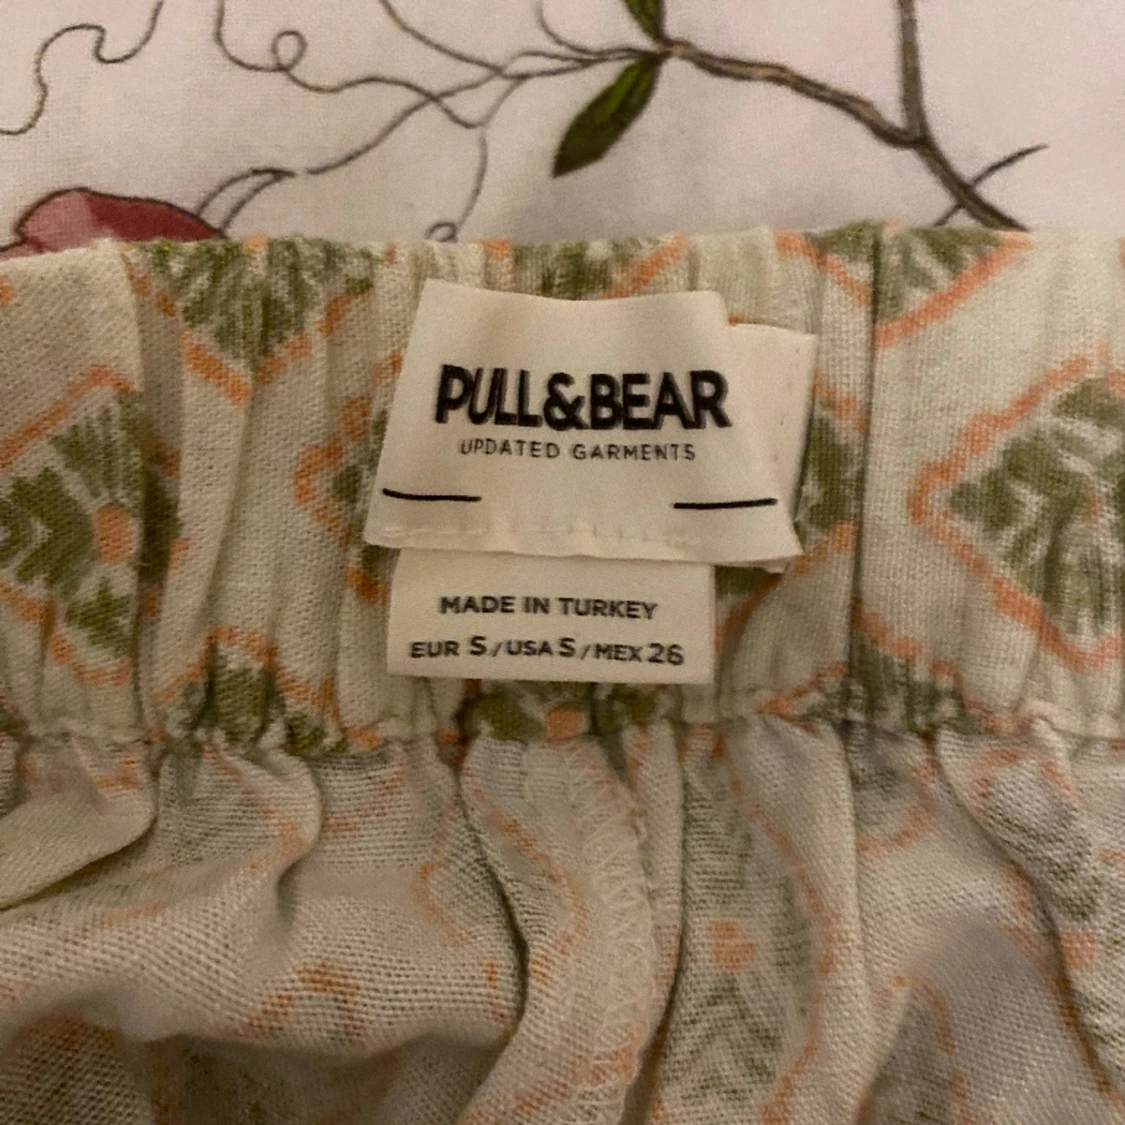 PULL&BEAR
UPDATED GARMENTS
MADE IN TURKEY
EUR S/USA S/MEX 26